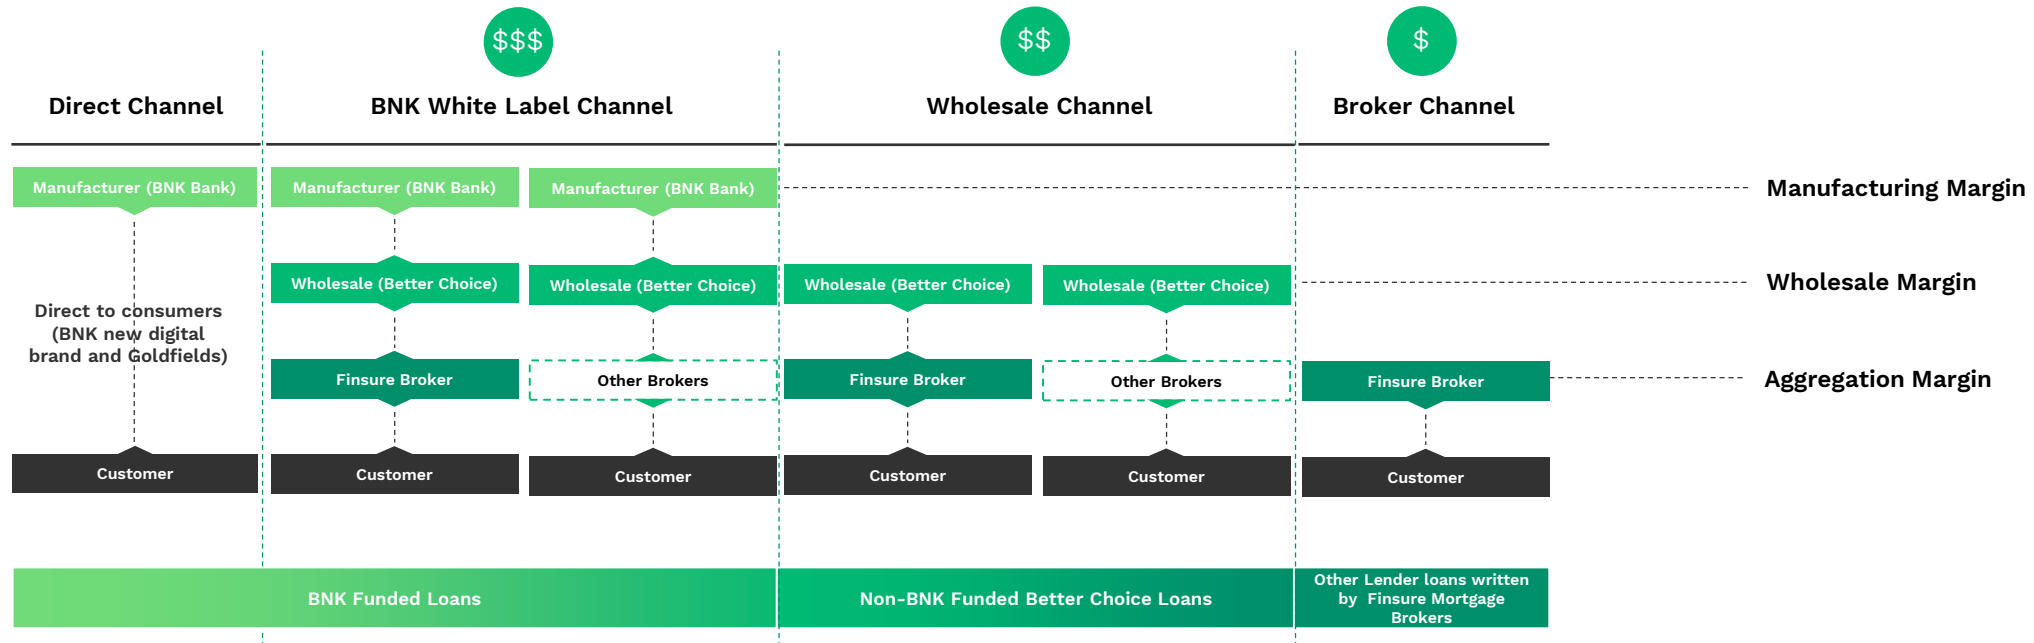 $$$
$$
$
Direct Channel
BNK White Label Channel
Wholesale Channel
Broker Channel
Manufacturer (BNK Bank)
Manufacturer (BNK Bank)
Manufacturer (BNK Bank)
Manufacturing Margin
Wholesale (Better Choice)
Wholesale (Better Choice)
Wholesale (Better Choice)
Wholesale (Better Choice)
Wholesale Margin
Direct to consumers
(BNK new digital
brand and Goldfields)
Finsure Broker
Other Brokers
Finsure Broker
Other Brokers
Finsure Broker
Aggregation Margin
Customer
Customer
Customer
Customer
Customer
Customer
BNK Funded Loans
Non-BNK Funded Better Choice Loans
Other Lender loans written
by Finsure Mortgage
Brokers